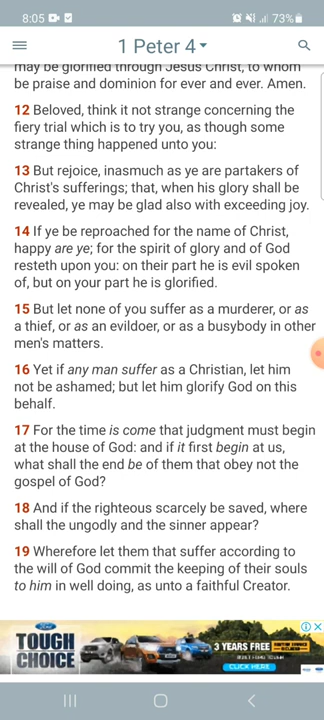 8:05
73%
1 Peter 4
may be glorified through Jesus Christ, to whom
be praise and dominion for ever and ever. Amen.
12 Beloved, think it not strange concerning the
fiery trial which is to try you, as though some
strange thing happened unto you:
13 But rejoice, inasmuch as ye are partakers of
Christ's sufferings; that, when his glory shall be
revealed, ye may be glad also with exceeding joy.
14 If ye be reproached for the name of Christ,
happy are ye; for the spirit of glory and of God
resteth upon you: on their part he is evil spoken
of, but on your part he is glorified.
15 But let none of you suffer as a murderer, or as
a thief, or as an evildoer, or as a busybody in other
men's matters.
16 Yet if any man suffer as a Christian, let him
not be ashamed; but let him glorify God on this
behalf.
17 For the time is come that judgment must begin
at the house of God: and if it first begin at us,
what shall the end be of them that obey not the
gospel of God?
18 And if the righteous scarcely be saved, where
shall the ungodly and the sinner appear?
19 Wherefore let them that suffer according to
the will of God commit the keeping of their souls
to him in well doing, as unto a faithful Creator.
Ford
TOUGH
CHOICE
3 YEARS FREE
CLICK HERE